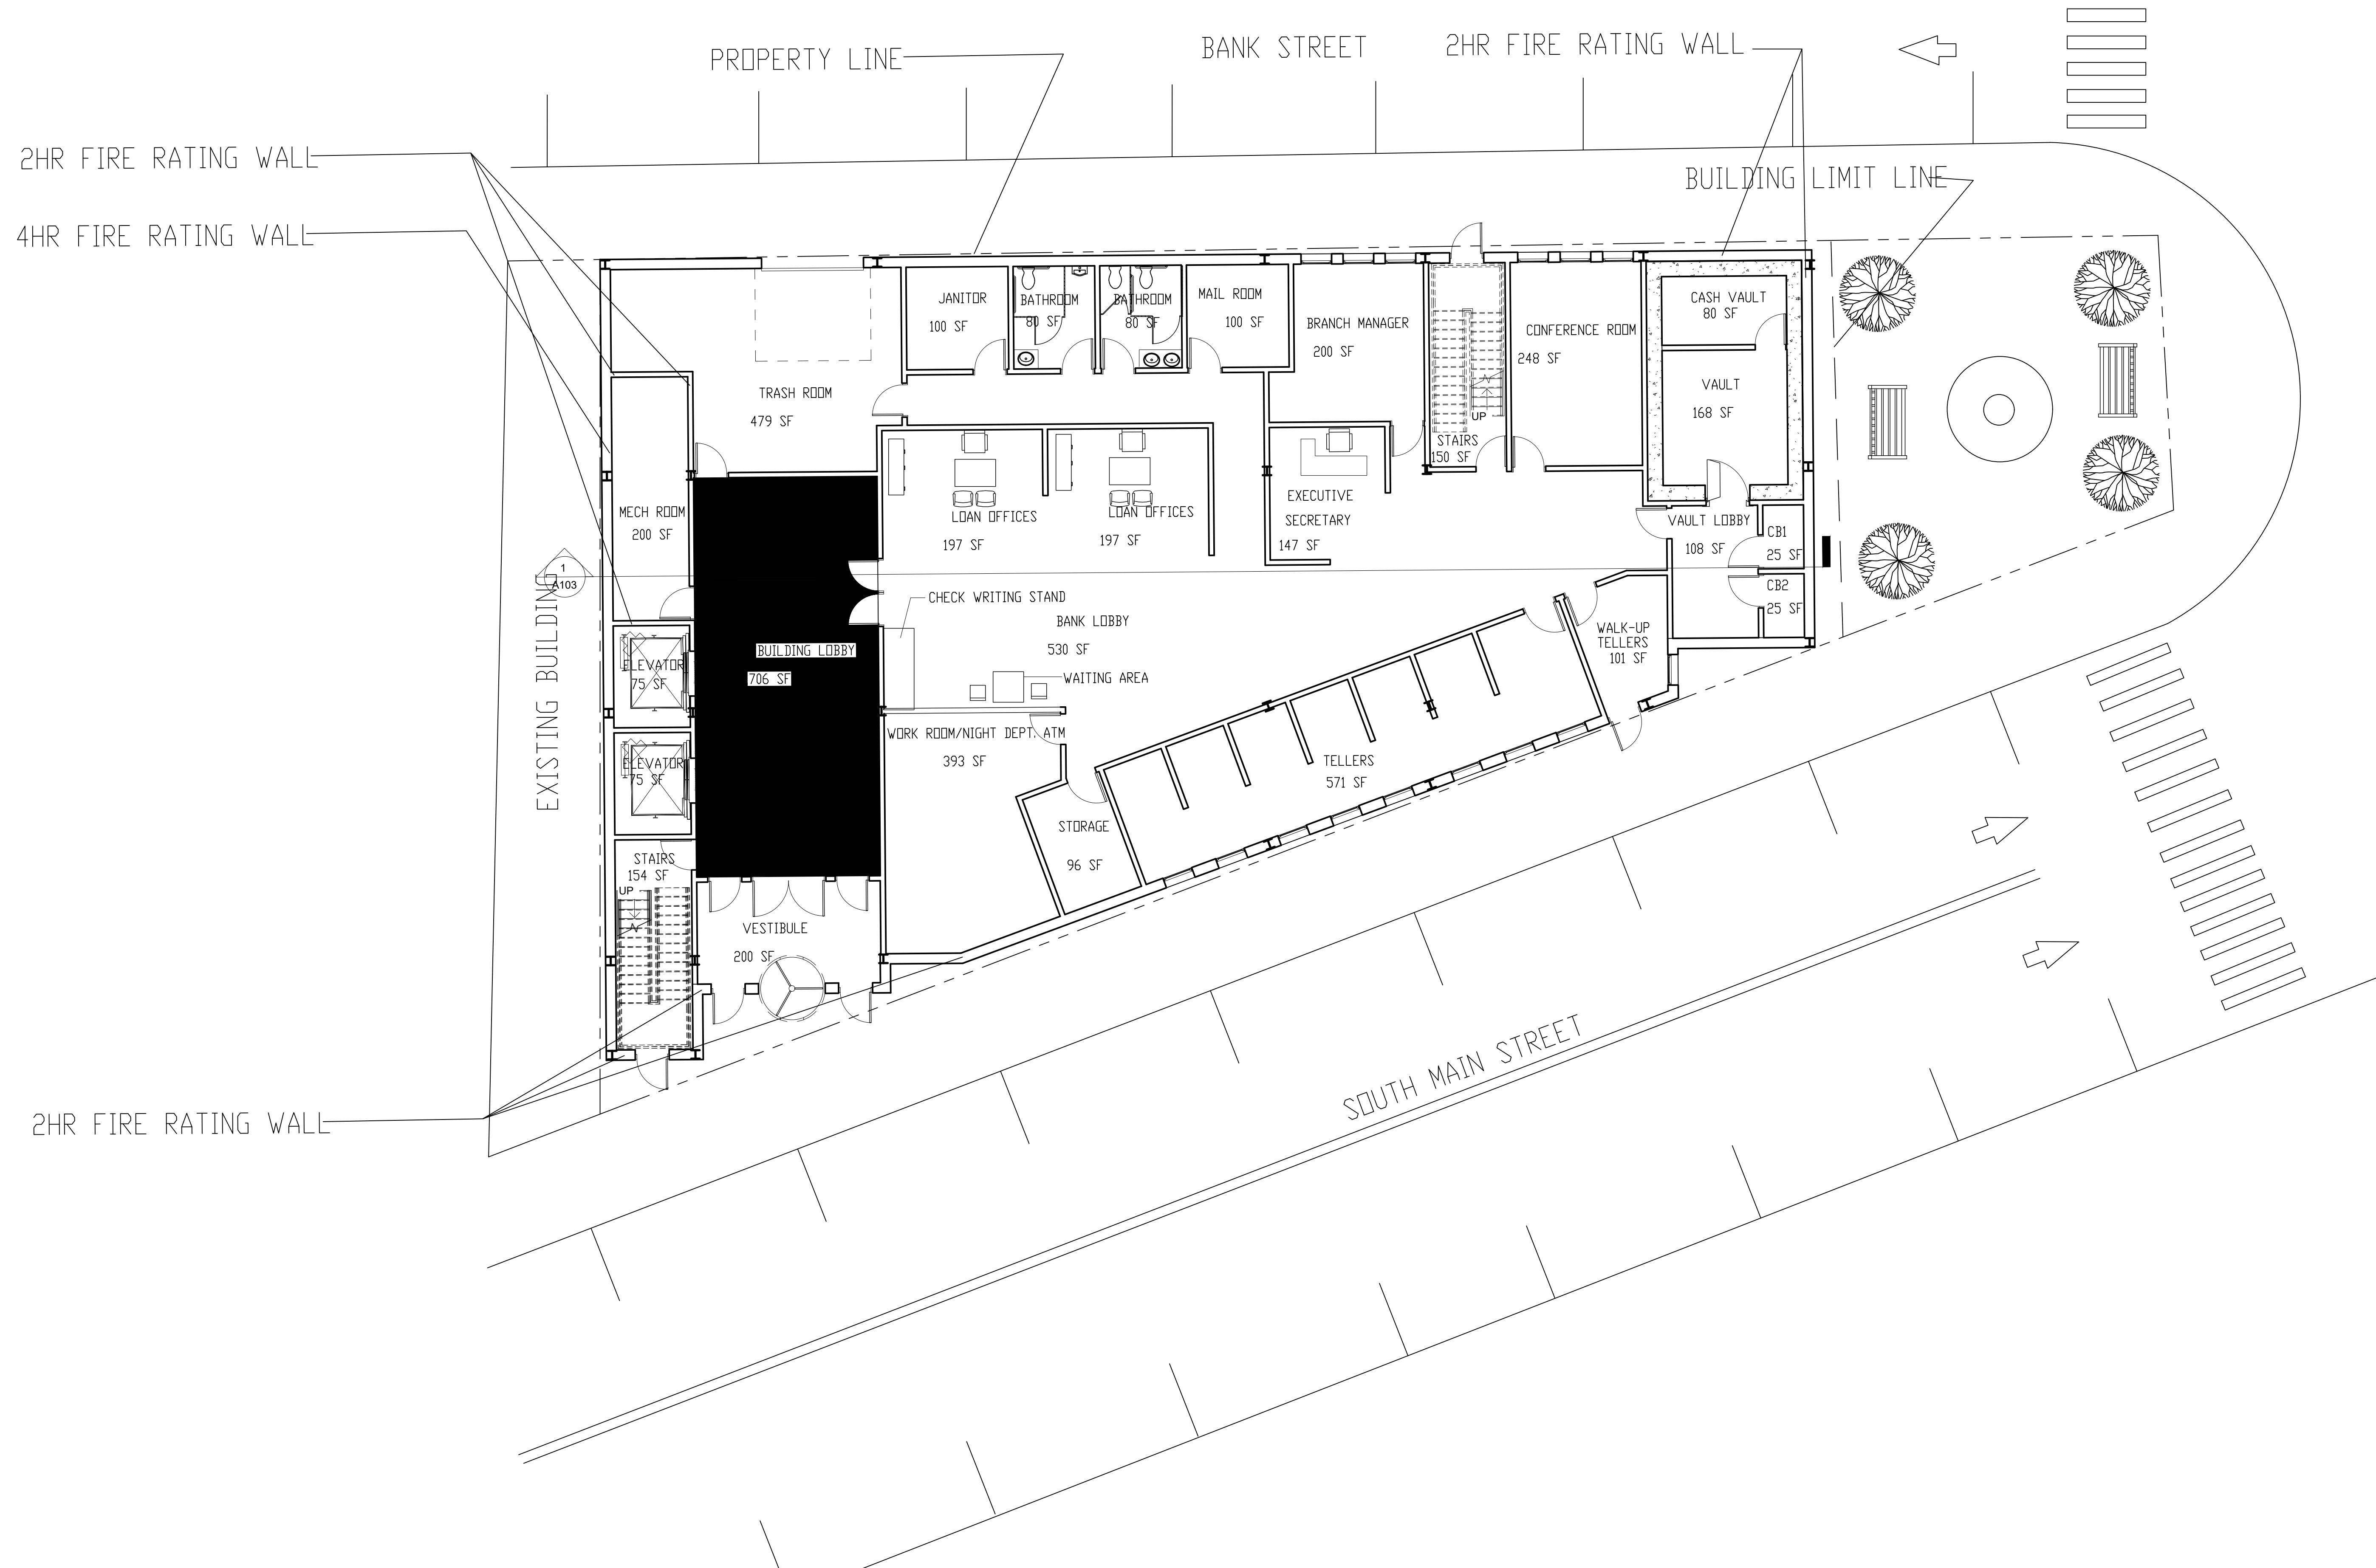 PROPERTY LINE
BANK STREET
2HR FIRE RATING WALL
2HR FIRE RATING WALL
4HR FIRE RATING WALL
BUILDING LIMIT LINE
JANITOR
100 SF
BATHROOM
80 SF
BATHROOM
80 SF
MAIL ROOM
100 SF
BRANCH MANAGER
200 SF
CONFERENCE ROOM
248 SF
CASH VAULT
80 SF
VAULT
168 SF
TRASH ROOM
479 SF
UP
STAIRS
150 SF
MECH ROOM
200 SF
LOAN OFFICES
197 SF
LOAN OFFICES
197 SF
EXECUTIVE
SECRETARY
147 SF
VAULT LOBBY
108 SF
CB1
25 SF
CB2
25 SF
1
A103
EXISTING BUILDING
CHECK WRITING STAND
BANK LOBBY
530 SF
WAITING AREA
WALK-UP
TELLERS
101 SF
BUILDING LOBBY
706 SF
ELEVATOR
75 SF
ELEVATOR
75 SF
WORK ROOM/NIGHT DEPT. ATM
393 SF
TELLERS
571 SF
STORAGE
96 SF
STAIRS
154 SF
UP
VESTIBULE
200 SF
2HR FIRE RATING WALL
SOUTH MAIN STREET